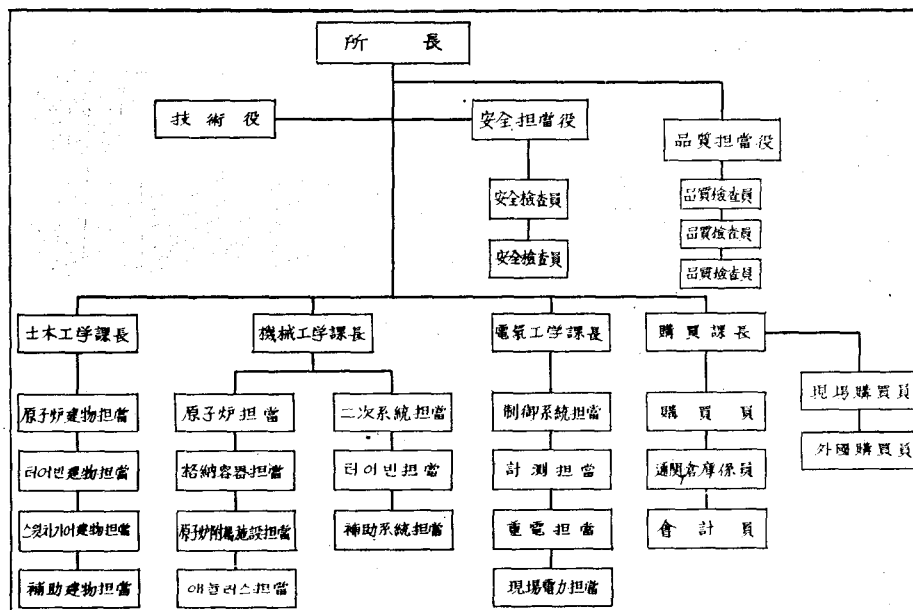 所長
技術役
安全担當役
品質担當役
安全檢查員
安全檢查員
品質檢查員
品質檢查員
品質檢查員
土木工学課長
機械工学課長
電氣工学課長
購買課長
原子炉建物担當
터어빈建物担當
스윗치기어建物担當
補助建物担當
原子炉担當
格納容器担當
原子炉附属施設担當
애뉼러스担當
二次系統担當
터이빈担當
補助系統担當
制御系統担當
計測担當
重電担當
現場電力担當
購買員
通関倉庫係員
會計員
現場購買員
外國購買員